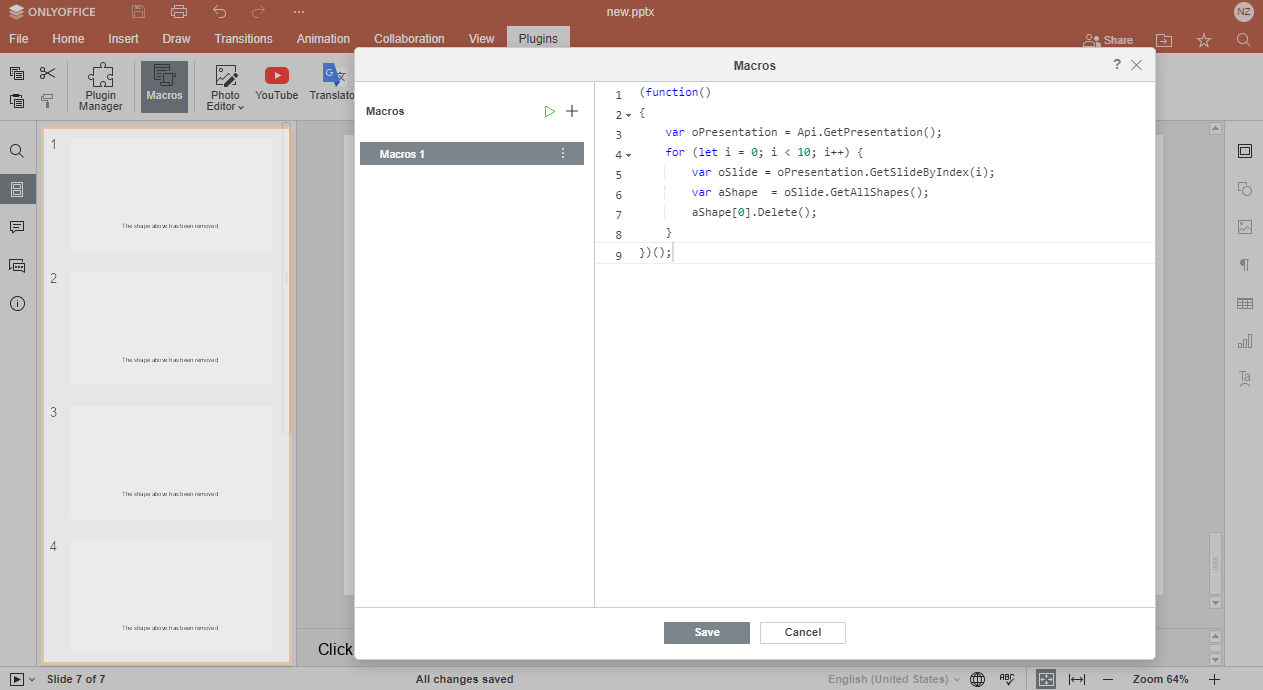 ONLYOFFICE
new.pptx
NZ
File Home Insert Draw Transitions Animation Collaboration View Plugins
Share
Plugin Manager
Macros
Photo Editor
YouTube
Translato
Macros
?
Macros
Macros 1
1 (function()
2 {
3 var oPresentation = Api.GetPresentation();
4 for (let i = 0; i < 10; i++) {
5 var oSlide = oPresentation.GetSlideByIndex(i);
6 var aShape  = oSlide.GetAllShapes();
7 aShape[0].Delete();
8 }
9 })();
1
The shape above has been removed
2
The shape above has been removed
3
The shape above has been removed
4
The shape above has been removed
Click
Save Cancel
Slide 7 of 7 All changes saved English (United States) ABC Zoom 64%
Ta